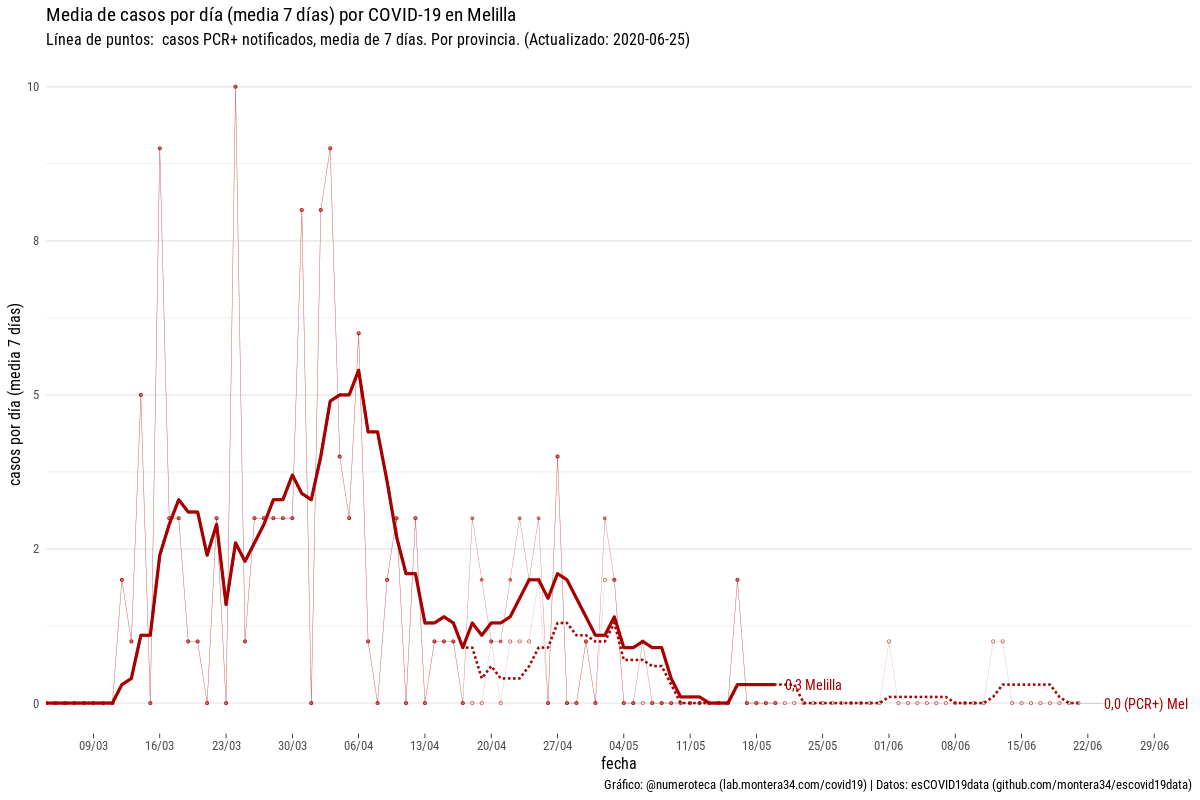 Media de casos por día (media 7 días) por COVID-19 en Melilla
Línea de puntos:  casos PCR+ notificados, media de 7 días. Por provincia. (Actualizado: 2020-06-25)
casos por día (media 7 días)
10
8
5
2
0
0,3 Melilla
0,0 (PCR+) Mel
09/03 16/03 23/03 30/03 06/04 13/04 20/04 27/04 04/05 11/05 18/05 25/05 01/06 08/06 15/06 22/06 29/06
fecha
Gráfico: @numeroteca (lab.montera34.com/covid19) | Datos: esCOVID19data (github.com/montera34/escovid19data)